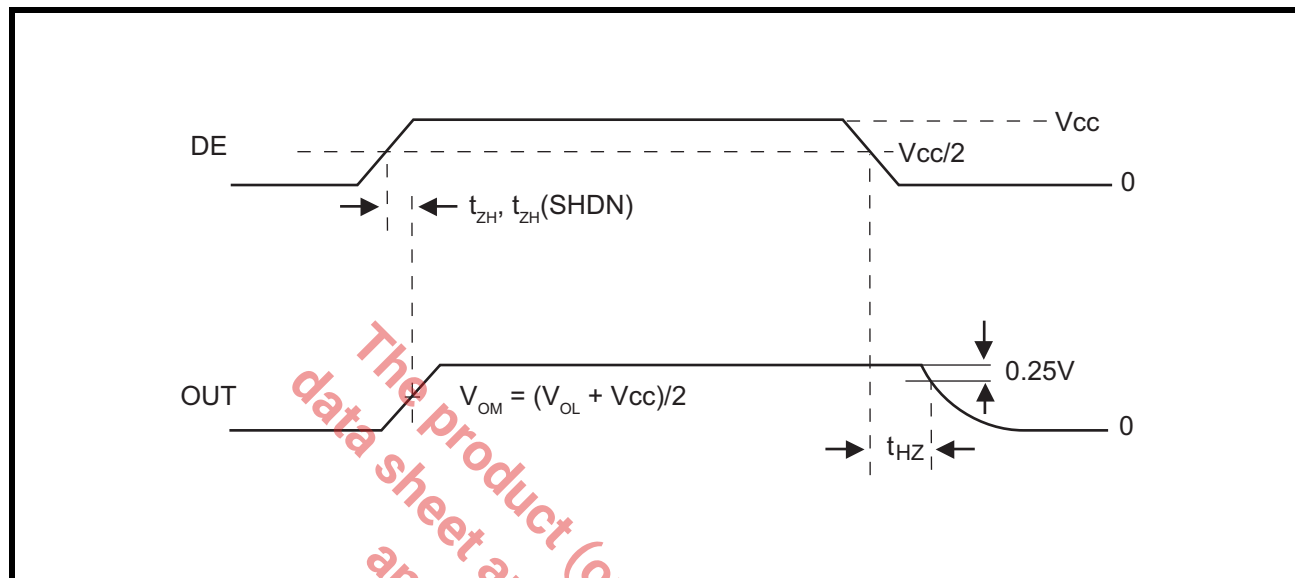 DE
Vcc
Vcc/2
0
tZH, tZH(SHDN)
OUT
VOM = (VOL + Vcc)/2
0.25V
0
tHZ
The product (o
data sheet a
a